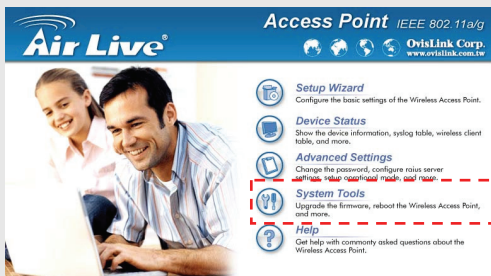 Air Live®
Access Point IEEE 802.11a/g
OvisLink Corp.
www.ovislink.com.tw
Setup Wizard
Configure the basic settings of the Wireless Access Point.
Device Status
Show the device information, syslog table, wireless client
table, and more.
Advanced Settings
Change the password, configure raius server
settings, setup oprational mode, and more.
System Tools
Upgrade the firmware, reboot the Wireless Access Point,
and more.
Help
Get help with commonty asked questions about the
Wireless Access Point.